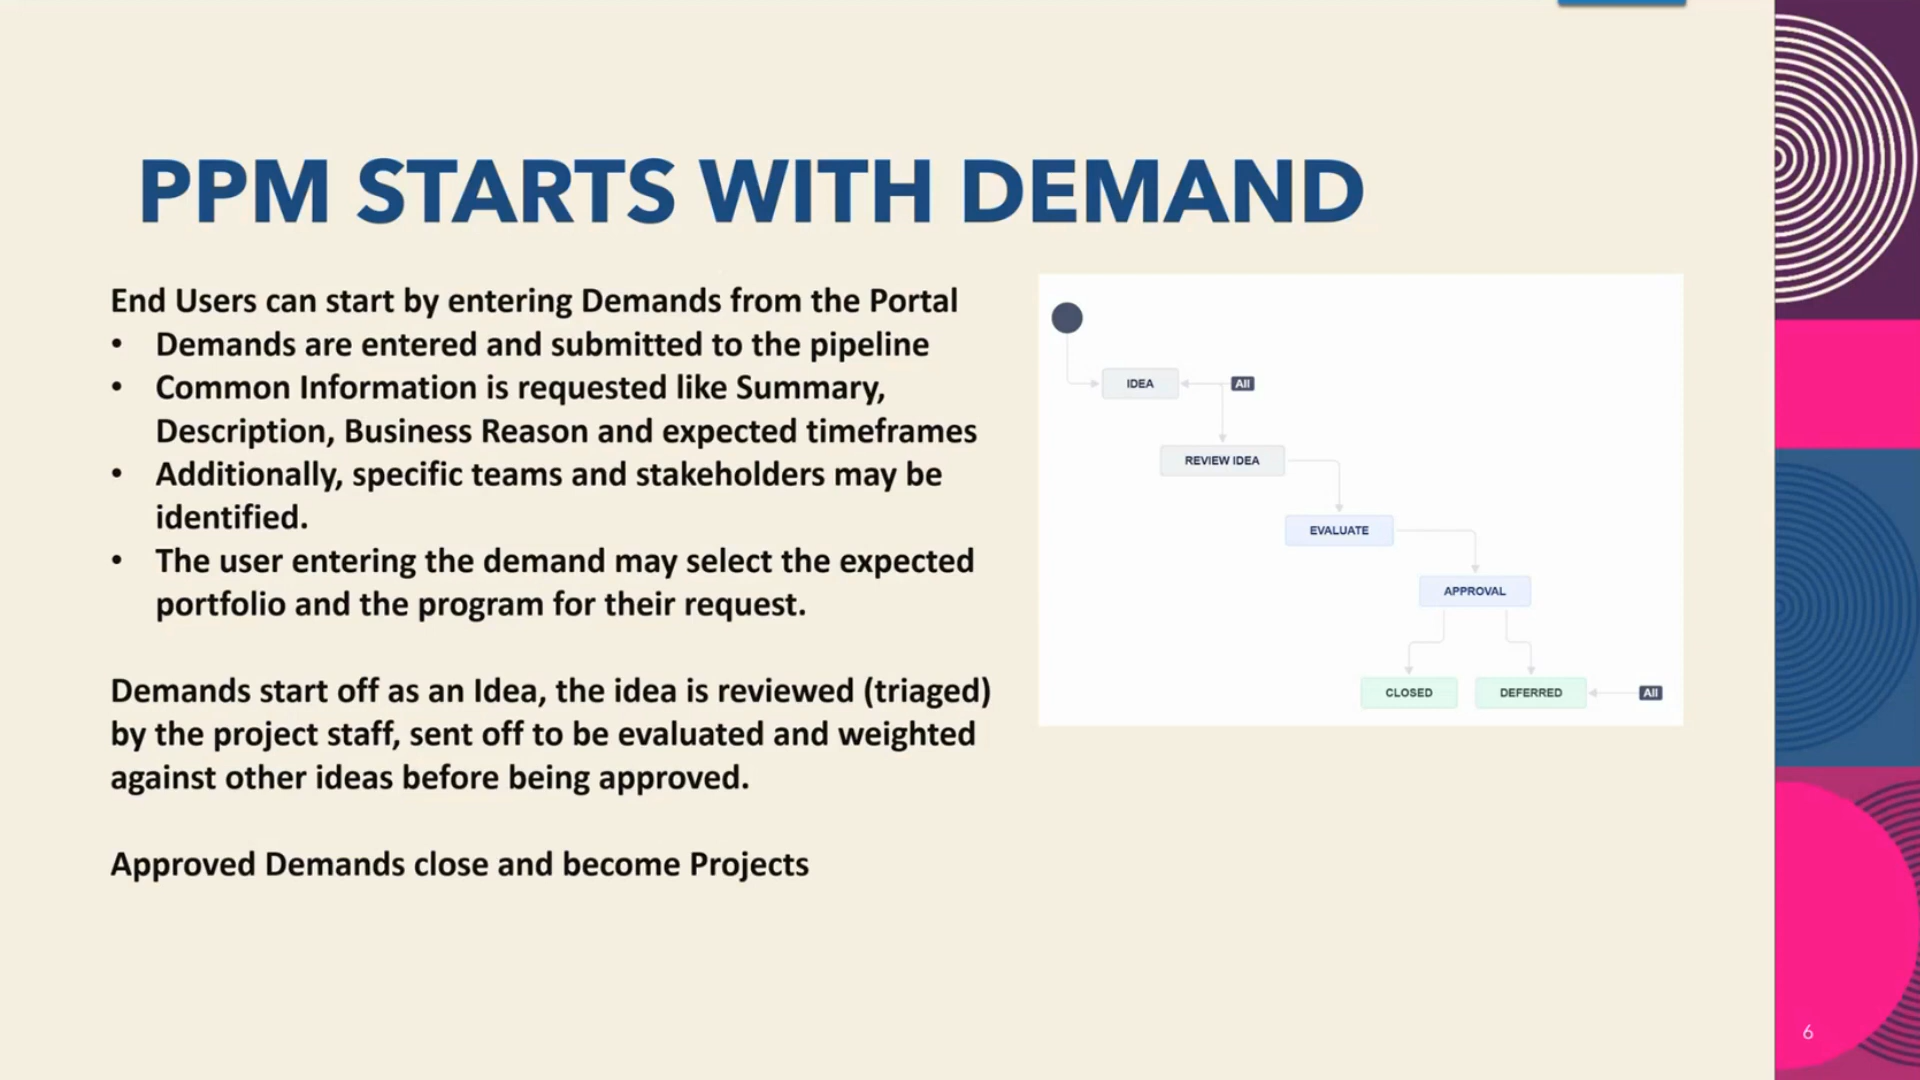 PPM STARTS WITH DEMAND
End Users can start by entering Demands from the Portal
• Demands are entered and submitted to the pipeline
• Common Information is requested like Summary,
Description, Business Reason and expected timeframes
• Additionally, specific teams and stakeholders may be
identified.
• The user entering the demand may select the expected
portfolio and the program for their request.
Demands start off as an Idea, the idea is reviewed (triaged)
by the project staff, sent off to be evaluated and weighted
against other ideas before being approved.
Approved Demands close and become Projects
IDEA
All
REVIEW IDEA
EVALUATE
APPROVAL
CLOSED
DEFERRED
All
6